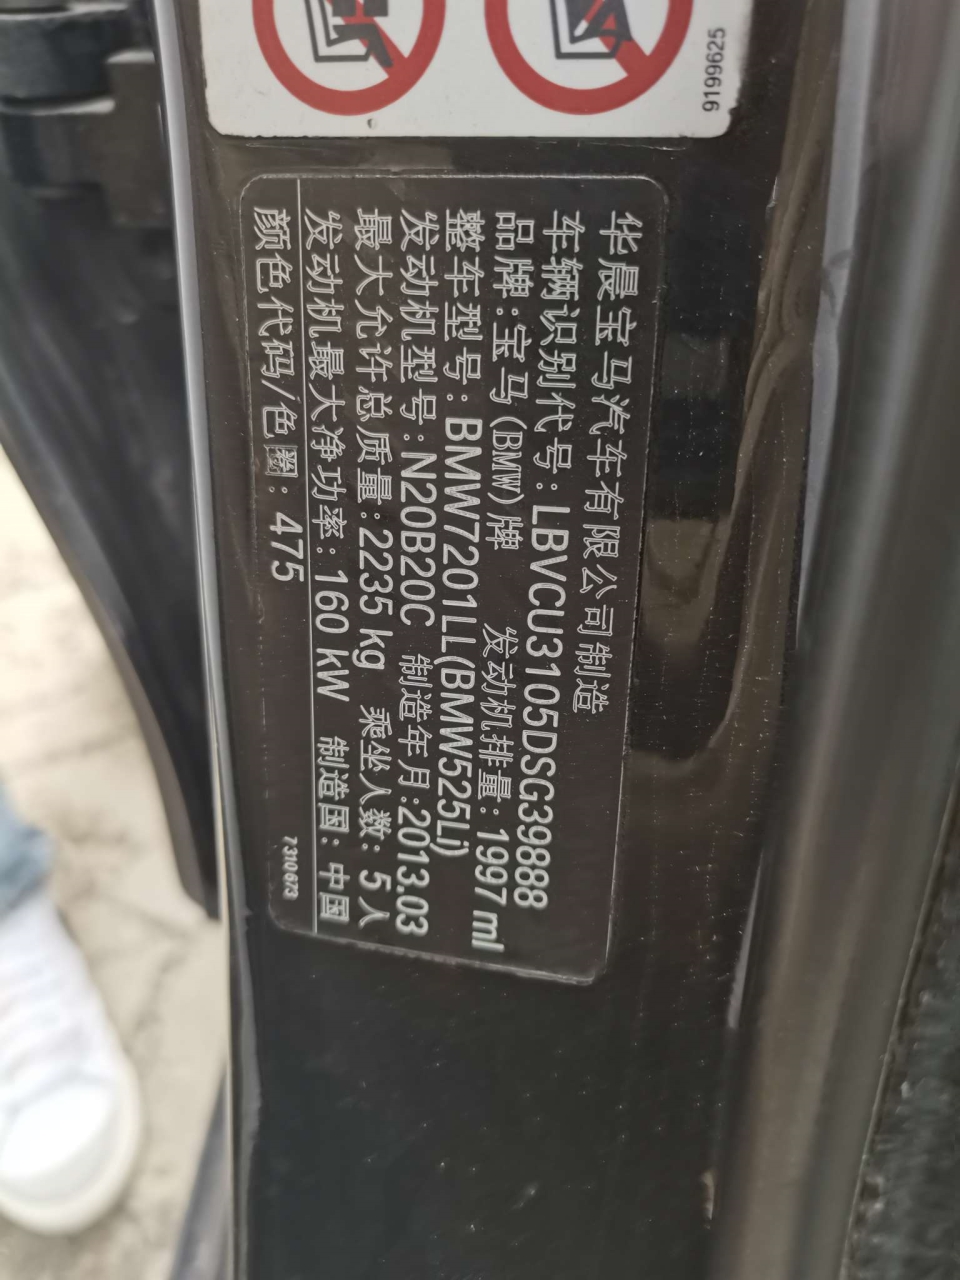 9199625
华晨宝马汽车有限公司制造
车辆识别代号: LBVCU3105DSG39888
品牌: 宝马(BMW)牌 发动机排量: 1997 ml
整车型号: BMW7201LL(BMW525Li)
发动机型号: N20B20C 制造年月: 2013.03
最大允许总质量: 2235 kg 乘坐人数: 5 人
发动机最大净功率: 160 kW 制造国: 中国
颜色代码/色圈: 475
7310673